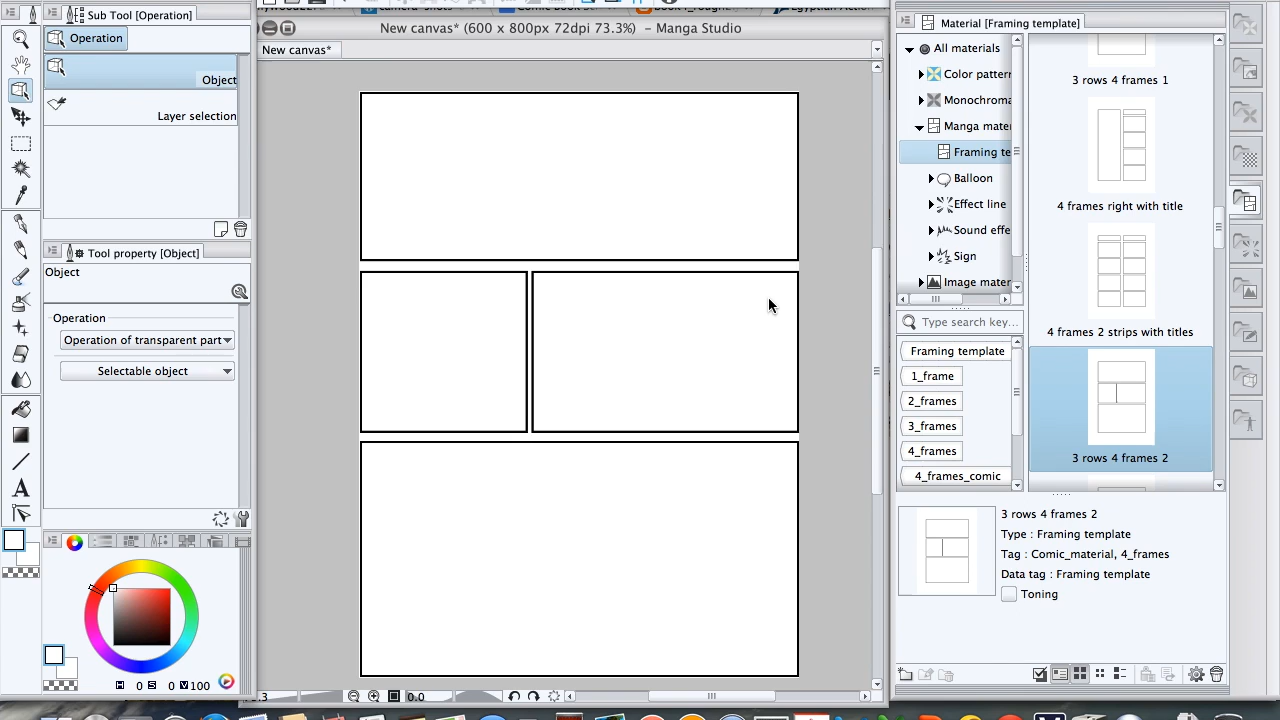 Sub Tool [Operation]
Operation
Object
Layer selection
Tool property [Object]
Object
Operation
Operation of transparent part
Selectable object
0 S 0 V 100
New canvas* (600 x 800px 72dpi 73.3%) - Manga Studio
New canvas*
0.0
Material [Framing template]
All materials
Color pattern
Monochroma
Manga mater
Framing te
Balloon
Effect line
Sound effe
Sign
Image mater
Type search key...
Framing template
1_frame
2_frames
3_frames
4_frames
4_frames_comic
3 rows 4 frames 1
4 frames right with title
4 frames 2 strips with titles
3 rows 4 frames 2
3 rows 4 frames 2
Type : Framing template
Tag : Comic_material, 4_frames
Data tag : Framing template
Toning